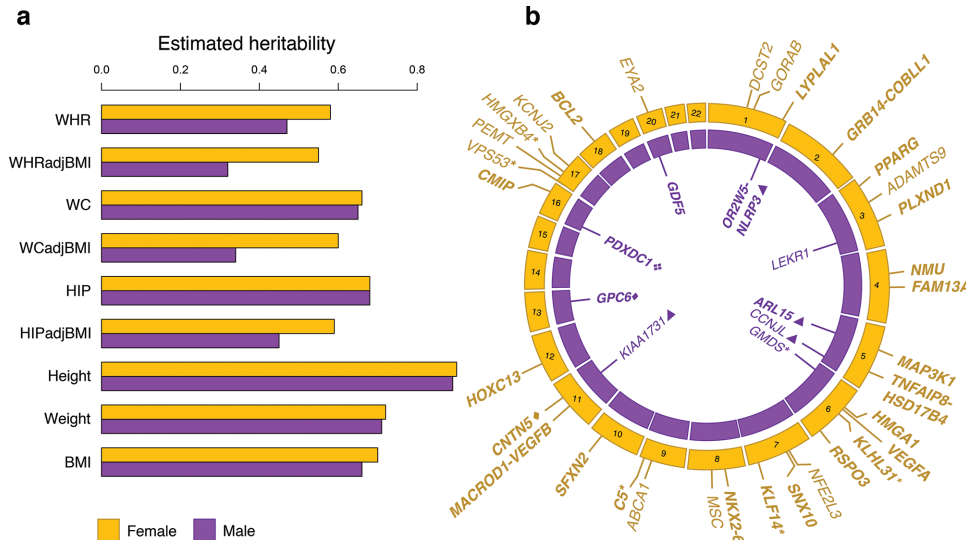 a
Estimated heritability
0.0 0.2 0.4 0.6 0.8
WHR
WHRadjBMI
WC
WCadjBMI
HIP
HIPadjBMI
Height
Weight
BMI
Female Male
b
DCST2
GORAB
LYPLAL1
GRB14-COBLL1
PPARG
ADAMTS9
PLXND1
NMU
FAM13A
MAP3K1
TNFAIP8-
HSD17B4
HMGA1
VEGFA
KLHL31*
RSPO3
NFE2L3
SNX10
KLF14*
NKX2-6
MSC
ABCA1
C5*
SFXN2
MACROD1-VEGFB
CNTN5♦
HOXC13
CMIP
VPS53*
PEMT
HMGXB4*
KCNJ2
BCL2
EYA2
1
2
3
4
5
6
7
8
9
10
11
12
13
14
15
16
17
18
19
20
21
22
OR2W5-
NLRP3▲
LEKR1
ARL15▲
CCNJL▲
GMDS*
KIAA1731▲
GPC6♦
PDXDC1⌘
GDF5